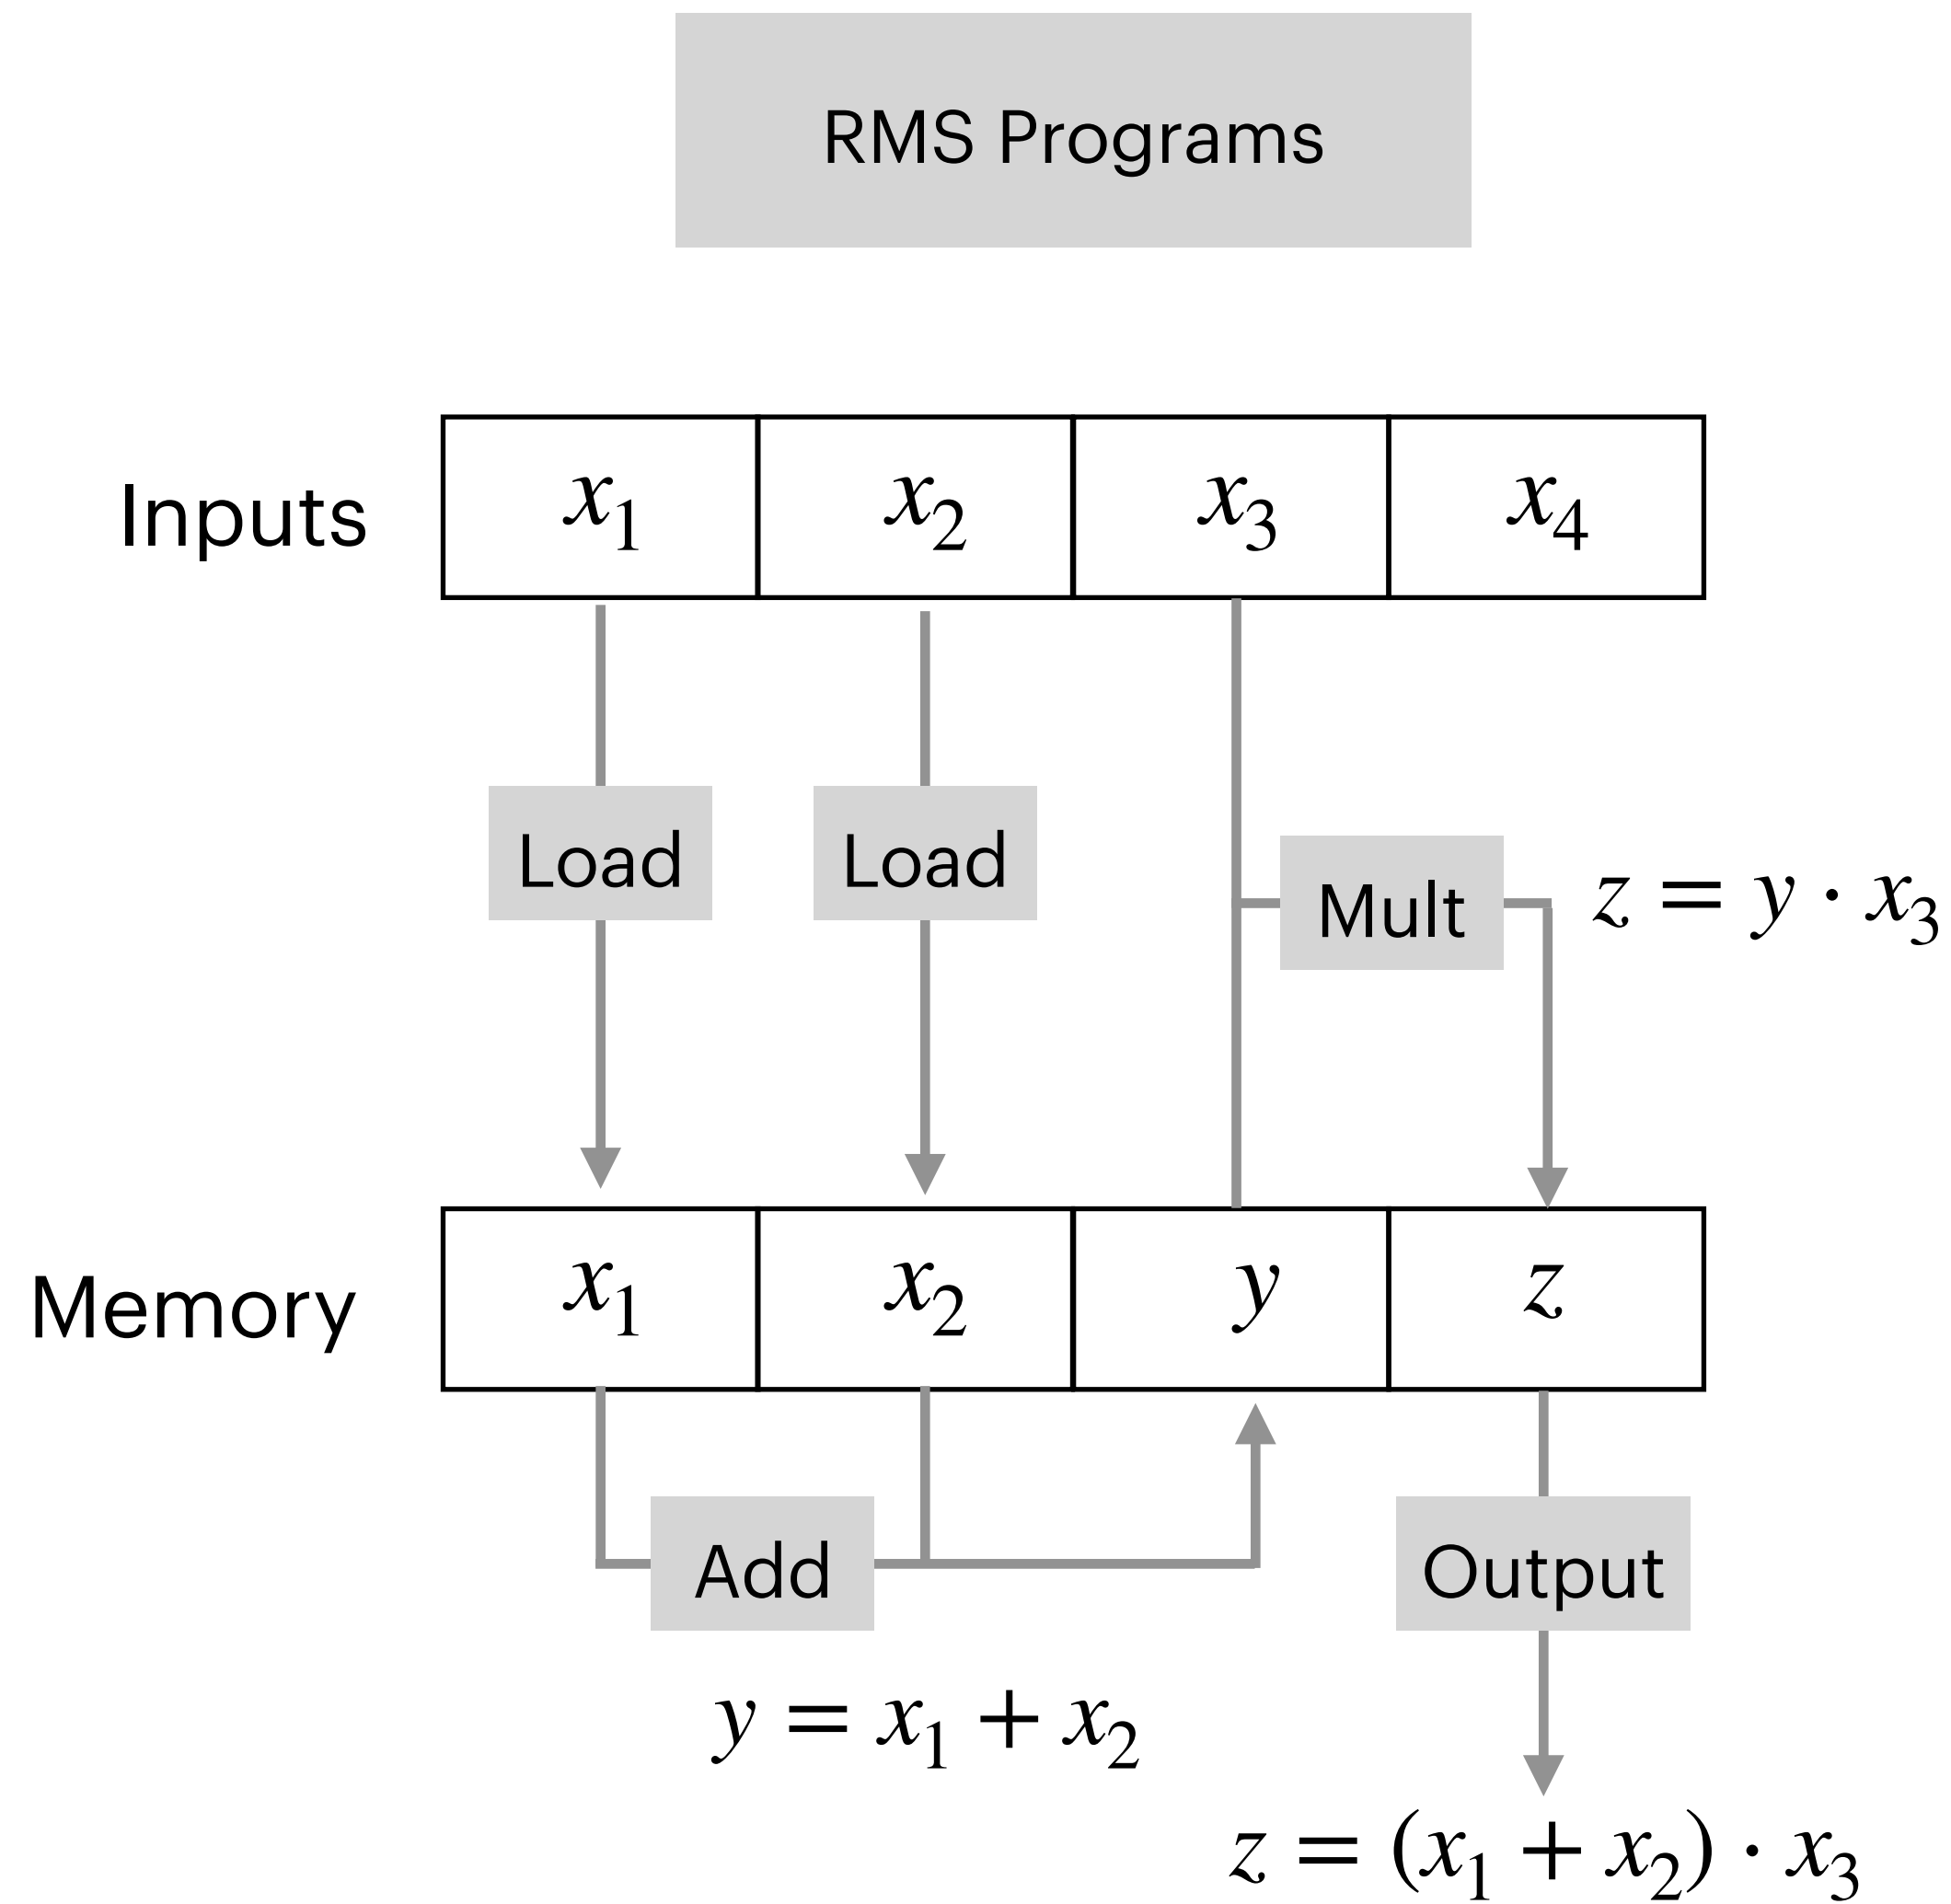 RMS Programs
Inputs x₁ x₂ x₃ x₄
Load Load Mult z = y · x₃
Memory x₁ x₂ y z
Add Output
y = x₁ + x₂
z = (x₁ + x₂) · x₃